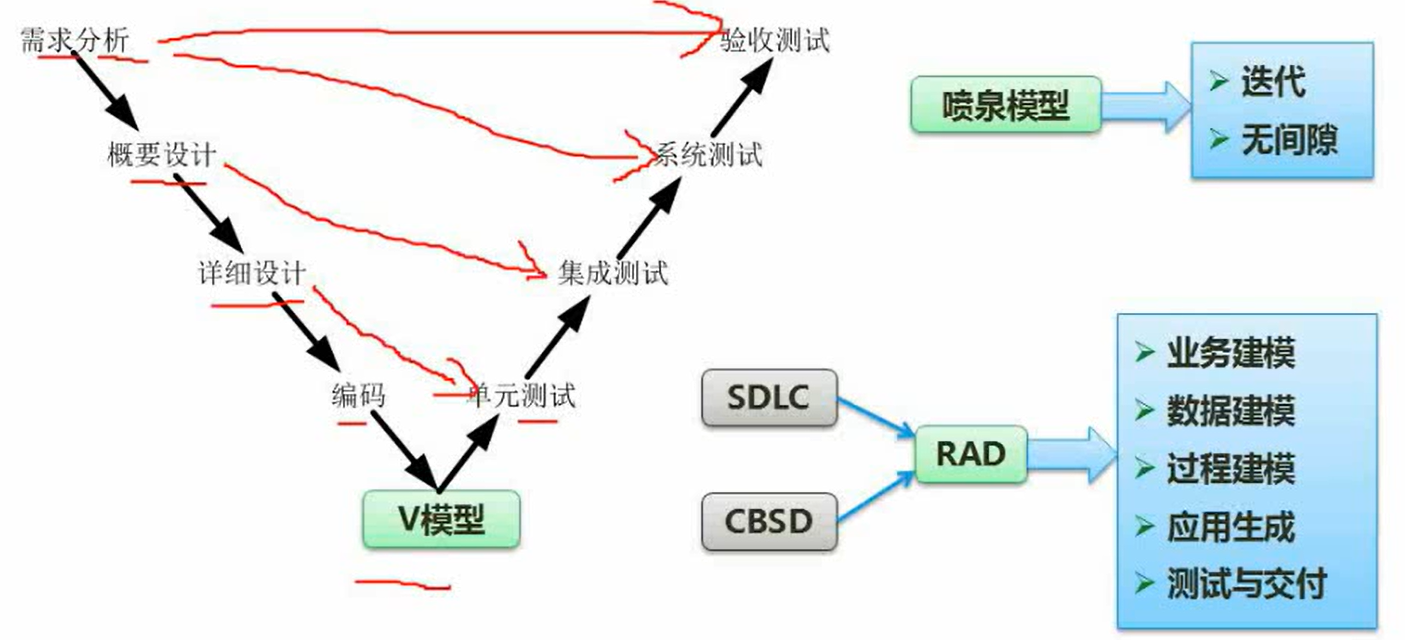 需求分析
验收测试
概要设计
系统测试
详细设计
集成测试
编码
单元测试
V模型
喷泉模型
迭代
无间隙
SDLC
CBSD
RAD
业务建模
数据建模
过程建模
应用生成
测试与交付